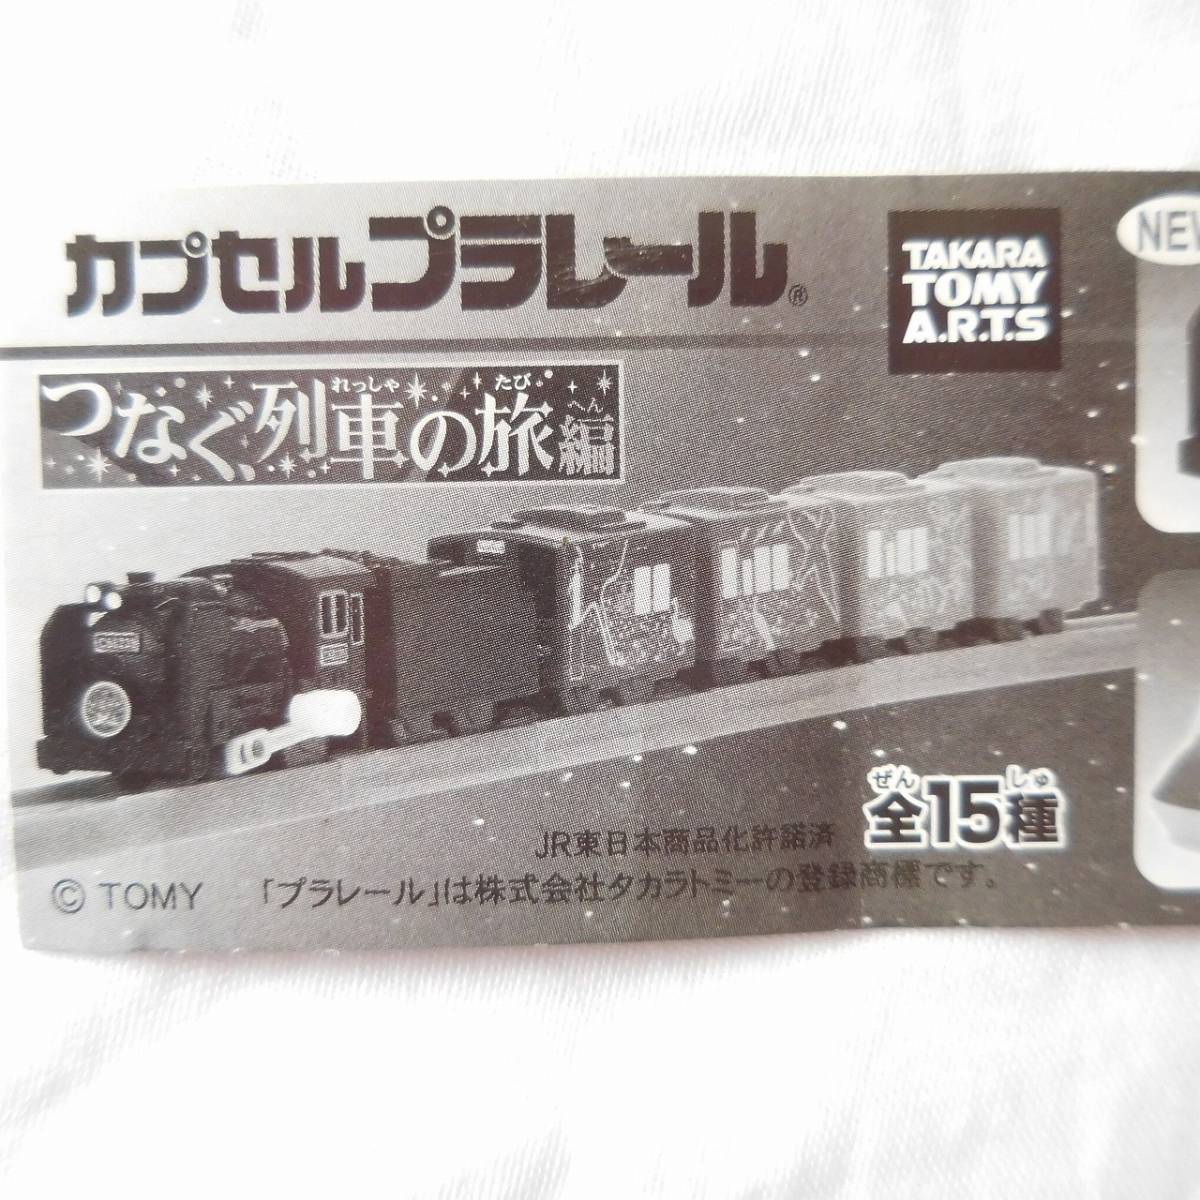 カプセルプラレール®
TAKARA
TOMY
A.R.T.S
NEW
つなぐ、列車の旅編
れっしゃ たび へん
ぜん しゅ
全15種
JR東日本商品化許諾済
© TOMY 「プラレール」は株式会社タカラトミーの登録商標です。